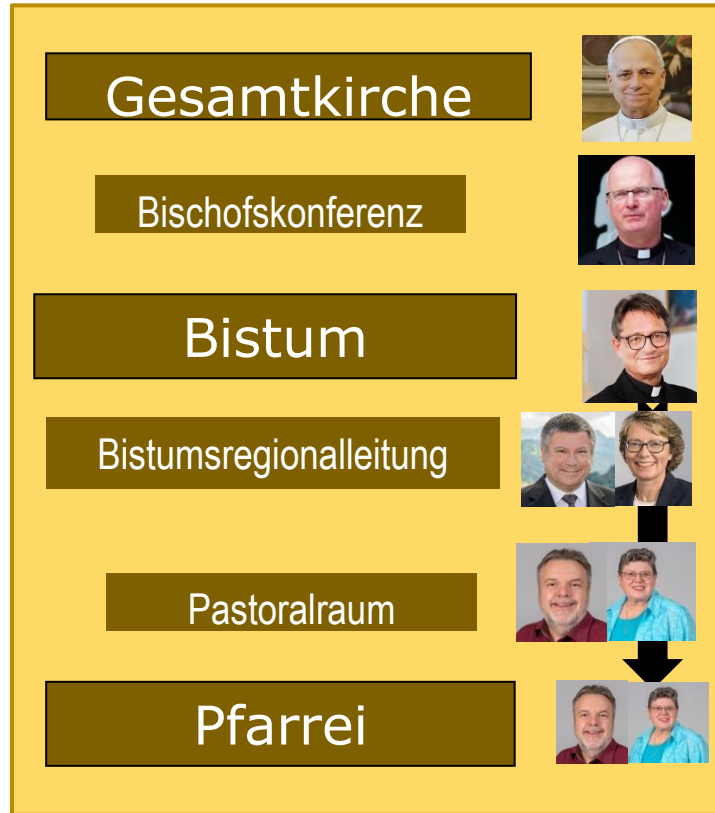 Gesamtkirche
Bischofskonferenz
Bistum
Bistumsregionalleitung
Pastoralraum
Pfarrei